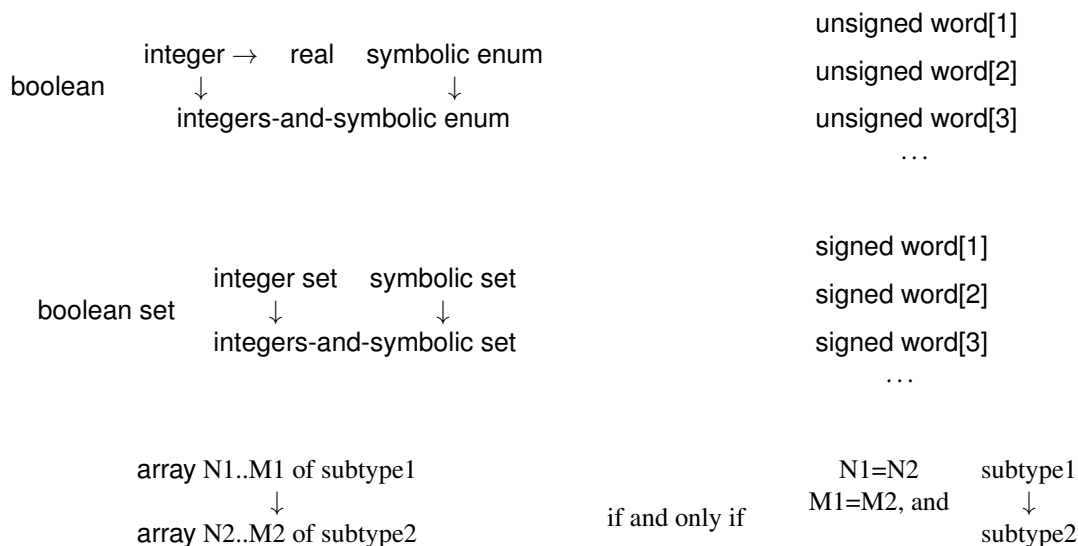 unsigned word[1]
integer → real symbolic enum
unsigned word[2]
boolean ↓ ↓
integers-and-symbolic enum unsigned word[3]
...
signed word[1]
integer set symbolic set
signed word[2]
boolean set ↓ ↓
integers-and-symbolic set signed word[3]
...
array N1..M1 of subtype1 N1=N2 subtype1
↓ M1=M2, and ↓
if and only if
array N2..M2 of subtype2 subtype2